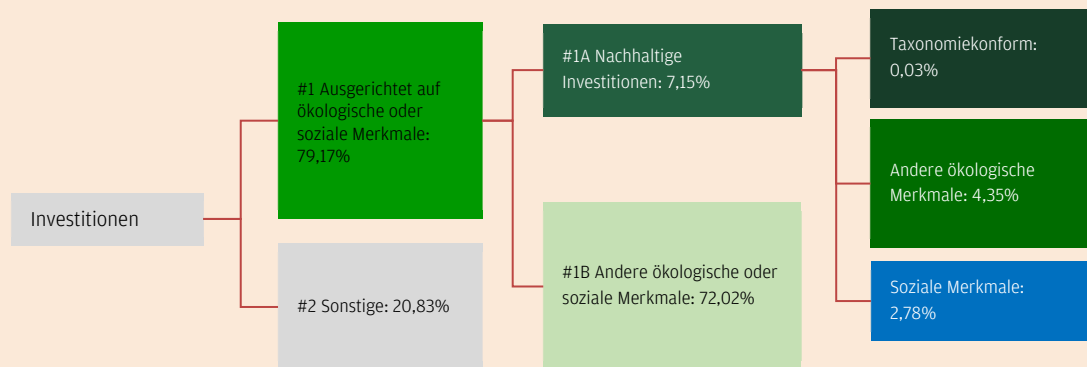 Investitionen
#1 Ausgerichtet auf
ökologische oder
soziale Merkmale:
79,17%
#2 Sonstige: 20,83%
#1A Nachhaltige
Investitionen: 7,15%
#1B Andere ökologische oder
soziale Merkmale: 72,02%
Taxonomiekonform:
0,03%
Andere ökologische
Merkmale: 4,35%
Soziale Merkmale:
2,78%